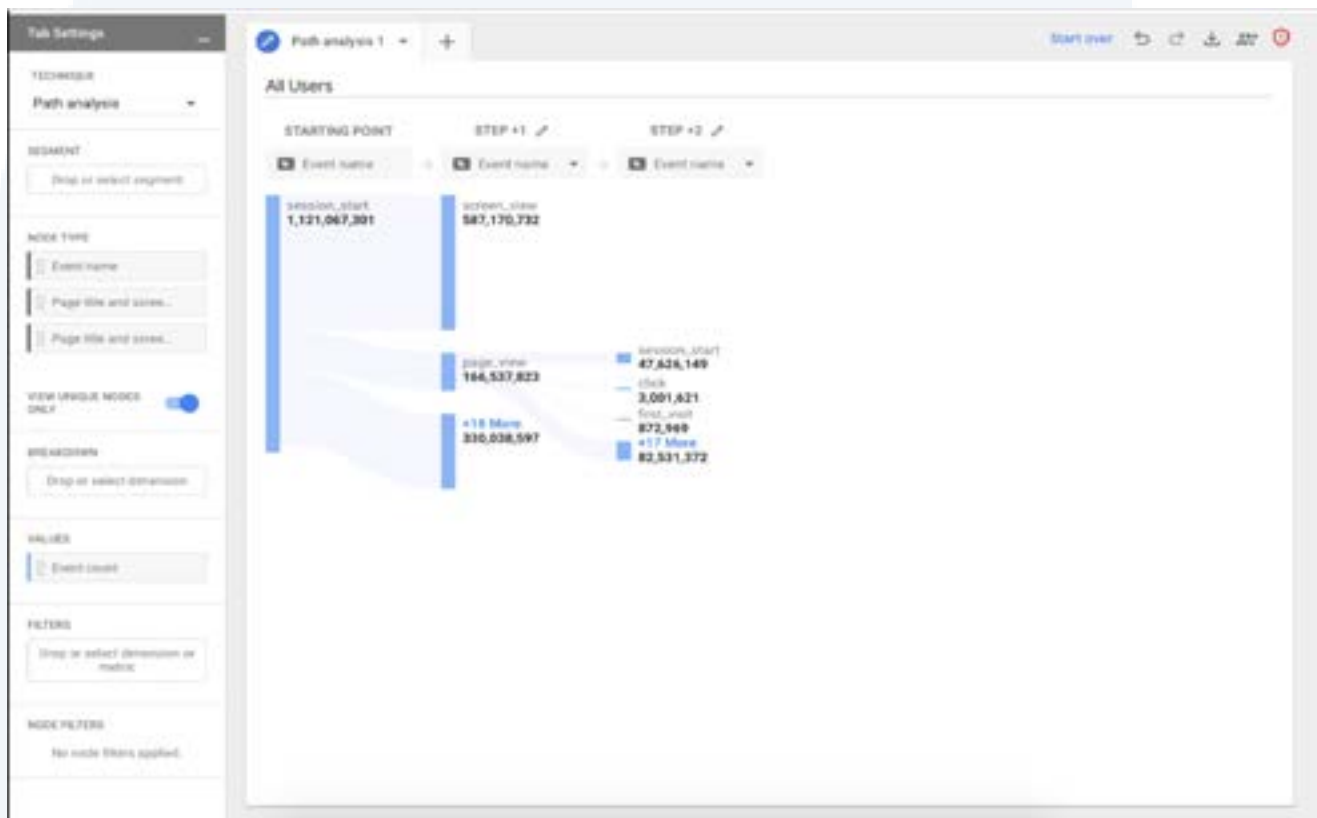 Tab Settings
TECHNIQUE
Path analysis
SEGMENT
Drop or select segment
NODE TYPE
Event name
Page title and scree...
Page title and scree...
VIEW UNIQUE NODES
ONLY
BREAKDOWN
Drop or select dimension
VALUES
Event count
FILTERS
Drop or select dimension or
metric
NODE FILTERS
No node filters applied.
Path analysis 1
Start over
All Users
STARTING POINT
STEP +1
STEP +2
Event name
Event name
Event name
session_start
1,121,067,301
screen_view
587,170,732
page_view
166,537,823
+18 More
330,038,597
session_start
47,626,149
click
3,001,621
first_visit
872,969
+17 More
82,531,372